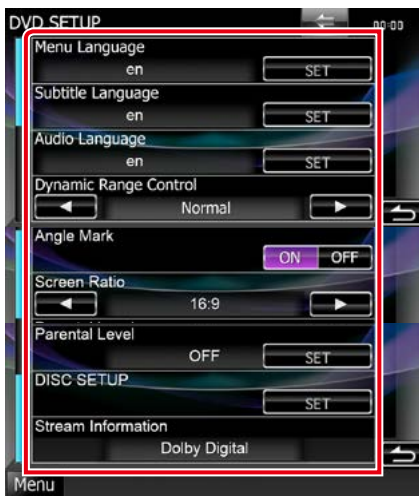 DVD SETUP 00:00
Menu Language
en SET
Subtitle Language
en SET
Audio Language
en SET
Dynamic Range Control
Normal
Angle Mark
ON OFF
Screen Ratio
16:9
Parental Level
OFF SET
DISC SETUP
SET
Stream Information
Dolby Digital
Menu